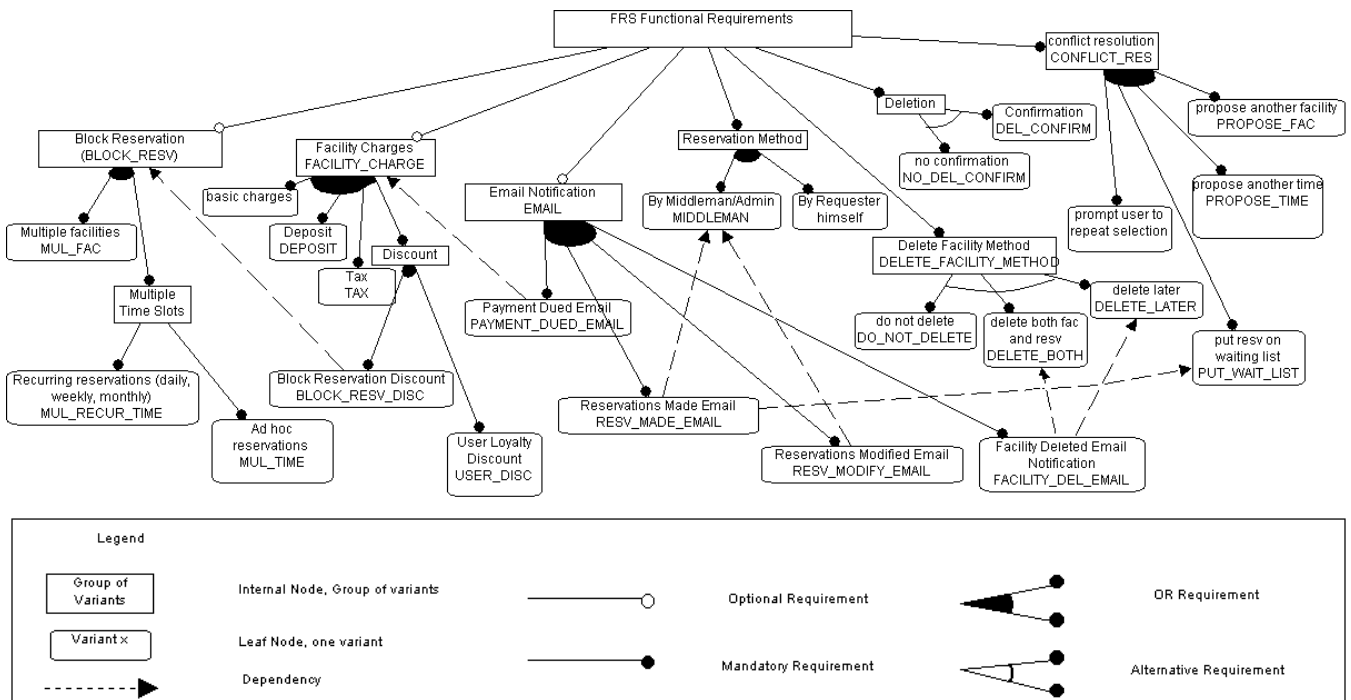 FRS Functional Requirements
conflict resolution
CONFLICT_RES
Deletion
Confirmation
DEL_CONFIRM
propose another facility
PROPOSE_FAC
Block Reservation
(BLOCK_RESV)
Facility Charges
FACILITY_CHARGE
Reservation Method
no confirmation
NO_DEL_CONFIRM
basic charges
Email Notification
EMAIL
By Middleman/Admin
MIDDLEMAN
By Requester
himself
propose another time
PROPOSE_TIME
prompt user to
repeat selection
Multiple facilities
MUL_FAC
Deposit
DEPOSIT
Discount
Delete Facility Method
DELETE_FACILITY_METHOD
Tax
TAX
Multiple
Time Slots
Payment Dued Email
PAYMENT_DUED_EMAIL
do not delete
DO_NOT_DELETE
delete both fac
and resv
DELETE_BOTH
delete later
DELETE_LATER
put resv on
waiting list
PUT_WAIT_LIST
Recurring reservations (daily,
weekly, monthly)
MUL_RECUR_TIME
Block Reservation Discount
BLOCK_RESV_DISC
Reservations Made Email
RESV_MADE_EMAIL
Ad hoc
reservations
MUL_TIME
User Loyalty
Discount
USER_DISC
Reservations Modified Email
RESV_MODIFY_EMAIL
Facility Deleted Email
Notification
FACILITY_DEL_EMAIL
Legend
Group of
Variants
Internal Node, Group of variants
Optional Requirement
OR Requirement
Variant x
Leaf Node, one variant
Mandatory Requirement
Alternative Requirement
Dependency